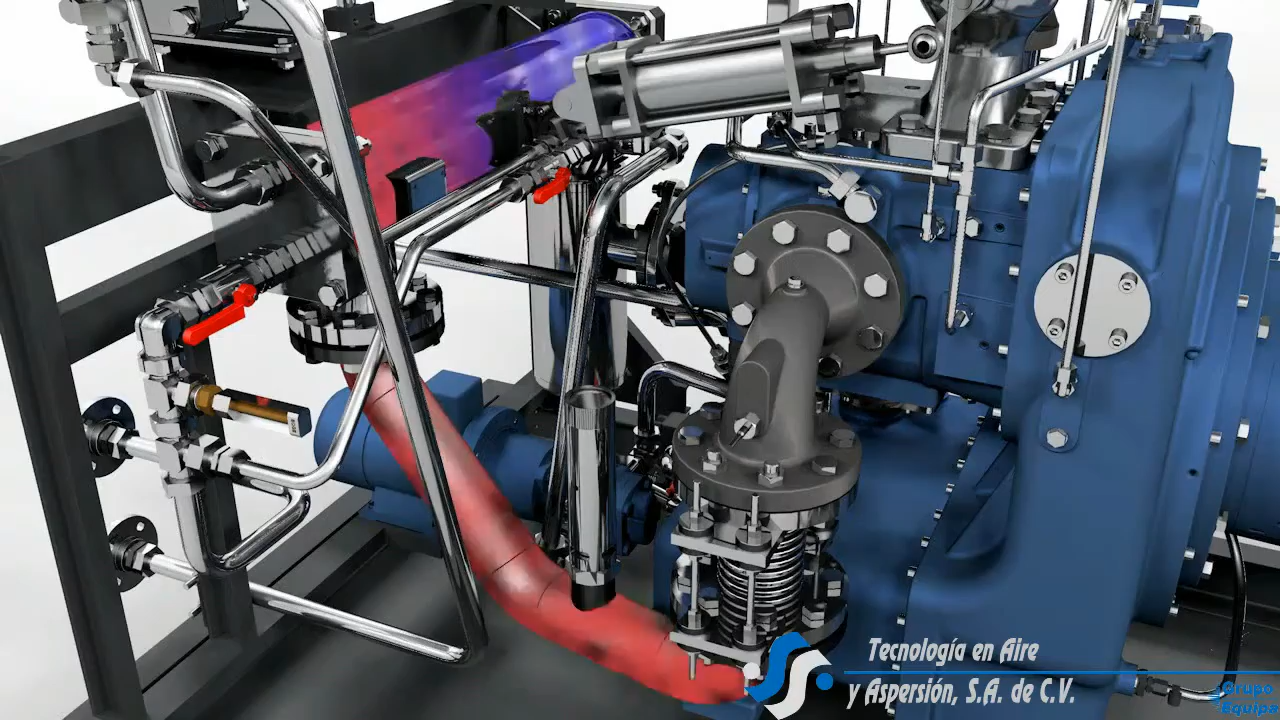 Tecnología en Aire
y Aspersión, S.A. de C.V.
Grupo
Equipa